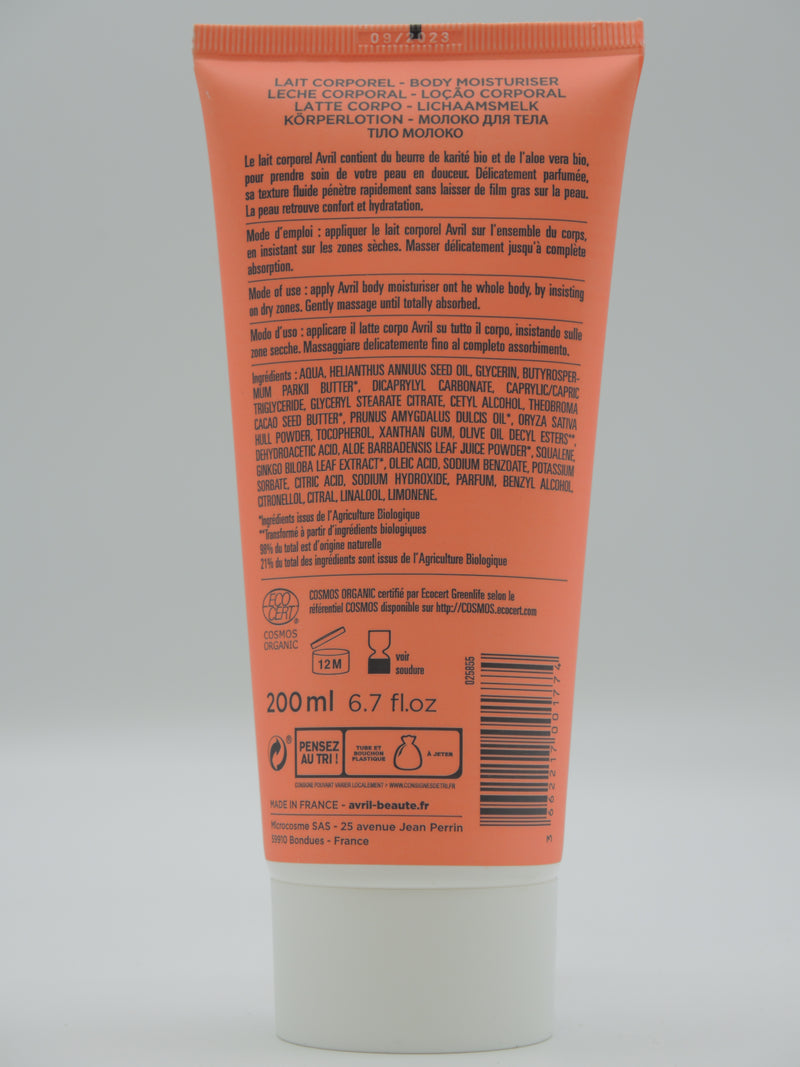 09/2023
LAIT CORPOREL - BODY MOISTURISER
LECHE CORPORAL - LOÇÃO CORPORAL
LATTE CORPO - LICHAAMSMELK
KÖRPERLOTION - МОЛОКО ДЛЯ ТЕЛА
ТІЛО МОЛОКО
Le lait corporel Avril contient du beurre de karité bio et de l'aloe vera bio,
pour prendre soin de votre peau en douceur. Délicatement parfumée,
sa texture fluide pénètre rapidement sans laisser de film gras sur la peau.
La peau retrouve confort et hydratation.
Mode d'emploi : appliquer le lait corporel Avril sur l'ensemble du corps,
en insistant sur les zones sèches. Masser délicatement jusqu'à complète
absorption.
Mode of use : apply Avril body moisturiser ont he whole body, by insisting
on dry zones. Gently massage until totally absorbed.
Modo d'uso : applicare il latte corpo Avril su tutto il corpo, insistando sulle
zone secche. Massaggiare delicatemente fino al completo assorbimento.
Ingrédients : AQUA, HELIANTHUS ANNUUS SEED OIL, GLYCERIN, BUTYROSPER-
MUM PARKII BUTTER*, DICAPRYLYL CARBONATE, CAPRYLIC/CAPRIC
TRIGLYCERIDE, GLYCERYL STEARATE CITRATE, CETYL ALCOHOL, THEOBROMA
CACAO SEED BUTTER*, PRUNUS AMYGDALUS DULCIS OIL*, ORYZA SATIVA
HULL POWDER, TOCOPHEROL, XANTHAN GUM, OLIVE OIL DECYL ESTERS**,
DEHYDROACETIC ACID, ALOE BARBADENSIS LEAF JUICE POWDER*, SQUALENE,
GINKGO BILOBA LEAF EXTRACT*, OLEIC ACID, SODIUM BENZOATE, POTASSIUM
SORBATE, CITRIC ACID, SODIUM HYDROXIDE, PARFUM, BENZYL ALCOHOL,
CITRONELLOL, CITRAL, LINALOOL, LIMONENE.
*Ingrédients issus de l'Agriculture Biologique
**Transformé à partir d'ingrédients biologiques
98% du total est d'origine naturelle
21% du total des ingrédients sont issus de l'Agriculture Biologique
ECO
CERT®
COSMOS
ORGANIC
COSMOS ORGANIC certifié par Ecocert Greenlife selon le
référentiel COSMOS disponible sur http://COSMOS.ecocert.com
12M
voir
soudure
025855
200ml 6.7 fl.oz
®
PENSEZ
AU TRI !
TUBE ET
BOUCHON
PLASTIQUE
À JETER
CONSIGNE POUVANT VARIER LOCALEMENT > WWW.CONSIGNESDETRI.FR
MADE IN FRANCE - avril-beaute.fr
Microcosme SAS - 25 avenue Jean Perrin
59910 Bondues - France
3 662217 001774